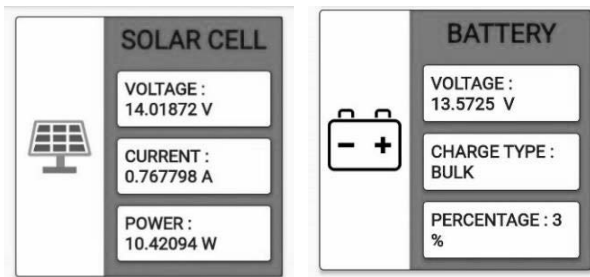 SOLAR CELL
VOLTAGE :
14.01872 V
CURRENT :
0.767798 A
POWER :
10.42094 W
BATTERY
VOLTAGE :
13.5725 V
CHARGE TYPE :
BULK
PERCENTAGE : 3
%